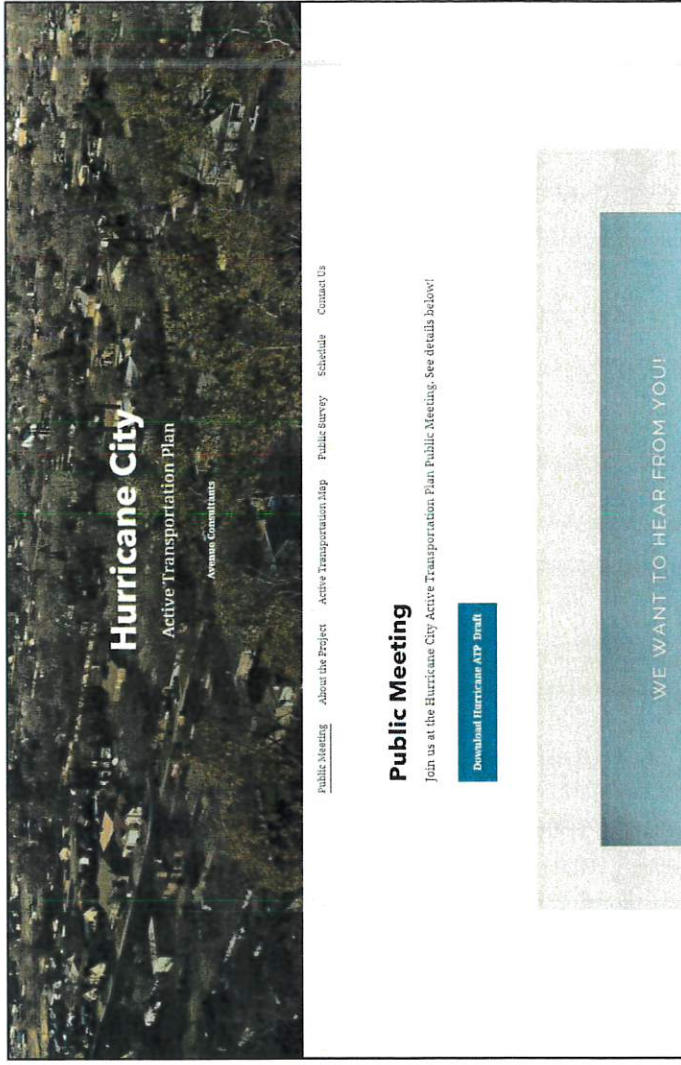 Hurricane City
Active Transportation Plan
Avenue Consultants
Public Meeting About the Project Active Transportation Map Public Survey Schedule Contact Us
Public Meeting
Join us at the Hurricane City Active Transportation Plan Public Meeting. See details below!
Download Hurricane ATP Draft
WE WANT TO HEAR FROM YOU!